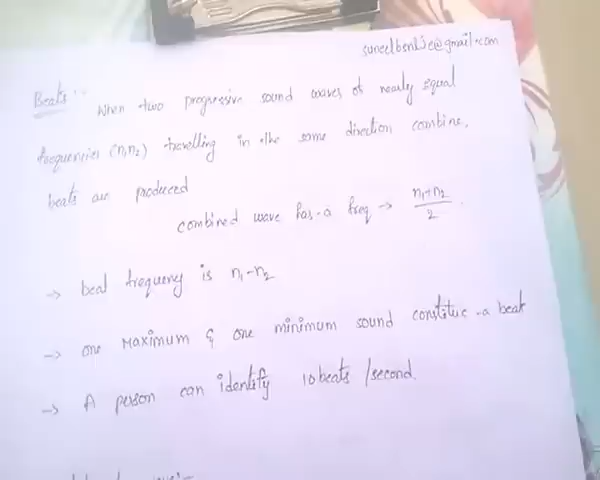 suneelben15e@gmail.com
Beats :- When two progressive sound waves of nearly equal
frequencies (n1,n2) travelling in the same direction combine,
beats are produced
combined wave has a freq → n1+n2/2.
→ beat frequency is n1-n2
→ one maximum & one minimum sound constitue a beat
→ A person can identify 10 beats /second.